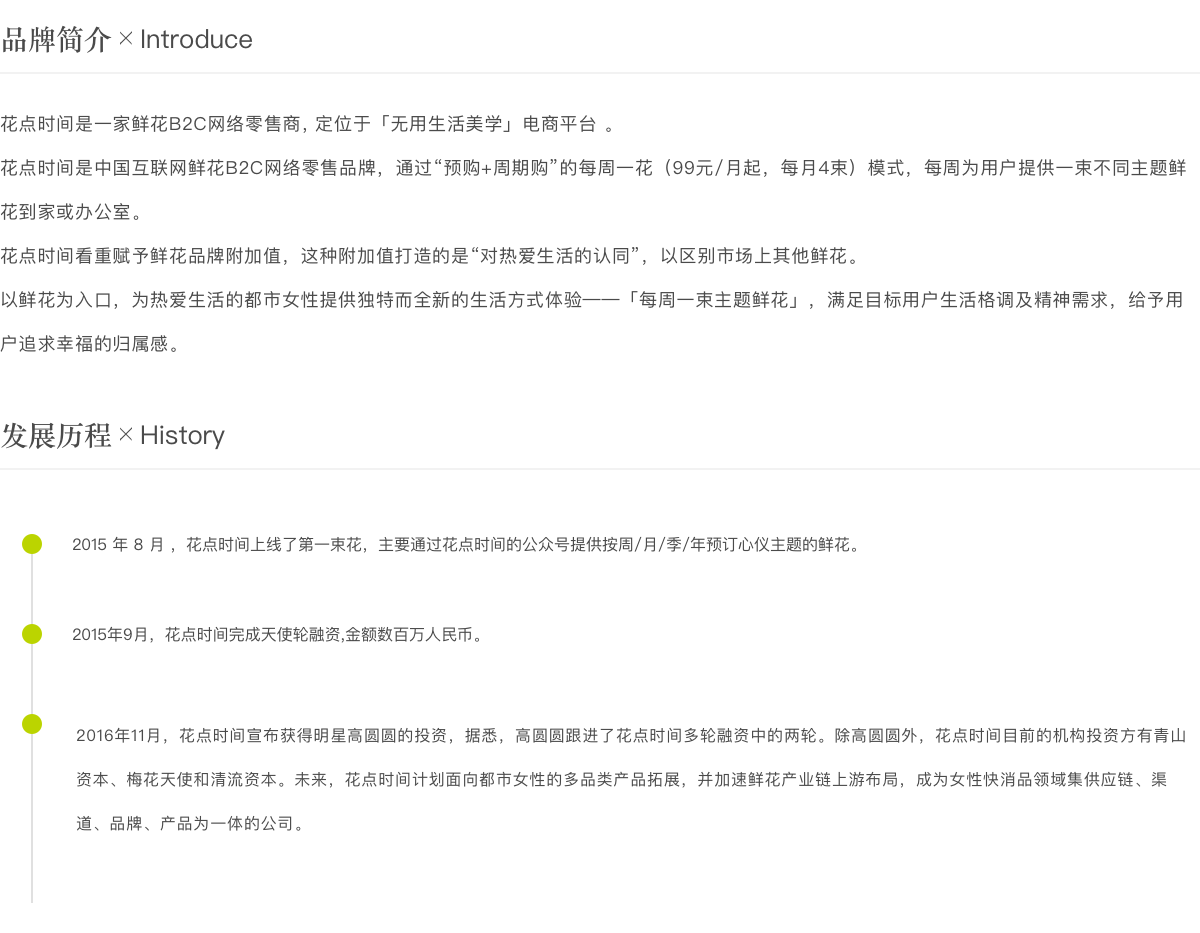 品牌简介 × Introduce
花点时间是一家鲜花B2C网络零售商, 定位于「无用生活美学」电商平台 。
花点时间是中国互联网鲜花B2C网络零售品牌，通过“预购+周期购”的每周一花（99元/月起，每月4束）模式，每周为用户提供一束不同主题鲜
花到家或办公室。
花点时间看重赋予鲜花品牌附加值，这种附加值打造的是“对热爱生活的认同”，以区别市场上其他鲜花。
以鲜花为入口，为热爱生活的都市女性提供独特而全新的生活方式体验——「每周一束主题鲜花」，满足目标用户生活格调及精神需求，给予用
户追求幸福的归属感。
发展历程 × History
2015 年 8 月 ，花点时间上线了第一束花，主要通过花点时间的公众号提供按周/月/季/年预订心仪主题的鲜花。
2015年9月，花点时间完成天使轮融资,金额数百万人民币。
2016年11月，花点时间宣布获得明星高圆圆的投资，据悉，高圆圆跟进了花点时间多轮融资中的两轮。除高圆圆外，花点时间目前的机构投资方有青山
资本、梅花天使和清流资本。未来，花点时间计划面向都市女性的多品类产品拓展，并加速鲜花产业链上游布局，成为女性快消品领域集供应链、渠
道、品牌、产品为一体的公司。